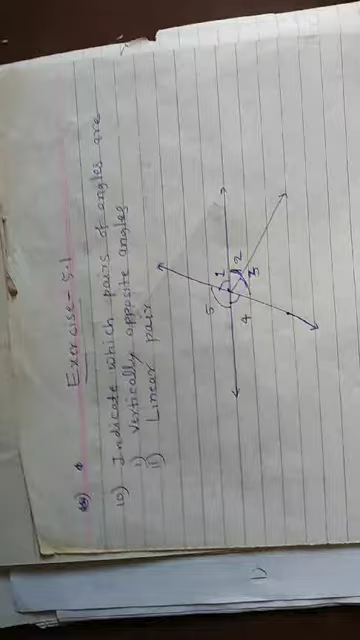 Exercise - 5.1
10) Indicate which pairs of angles are
i) Vertically opposite angles
ii) Linear pair
1
2
3
4
5